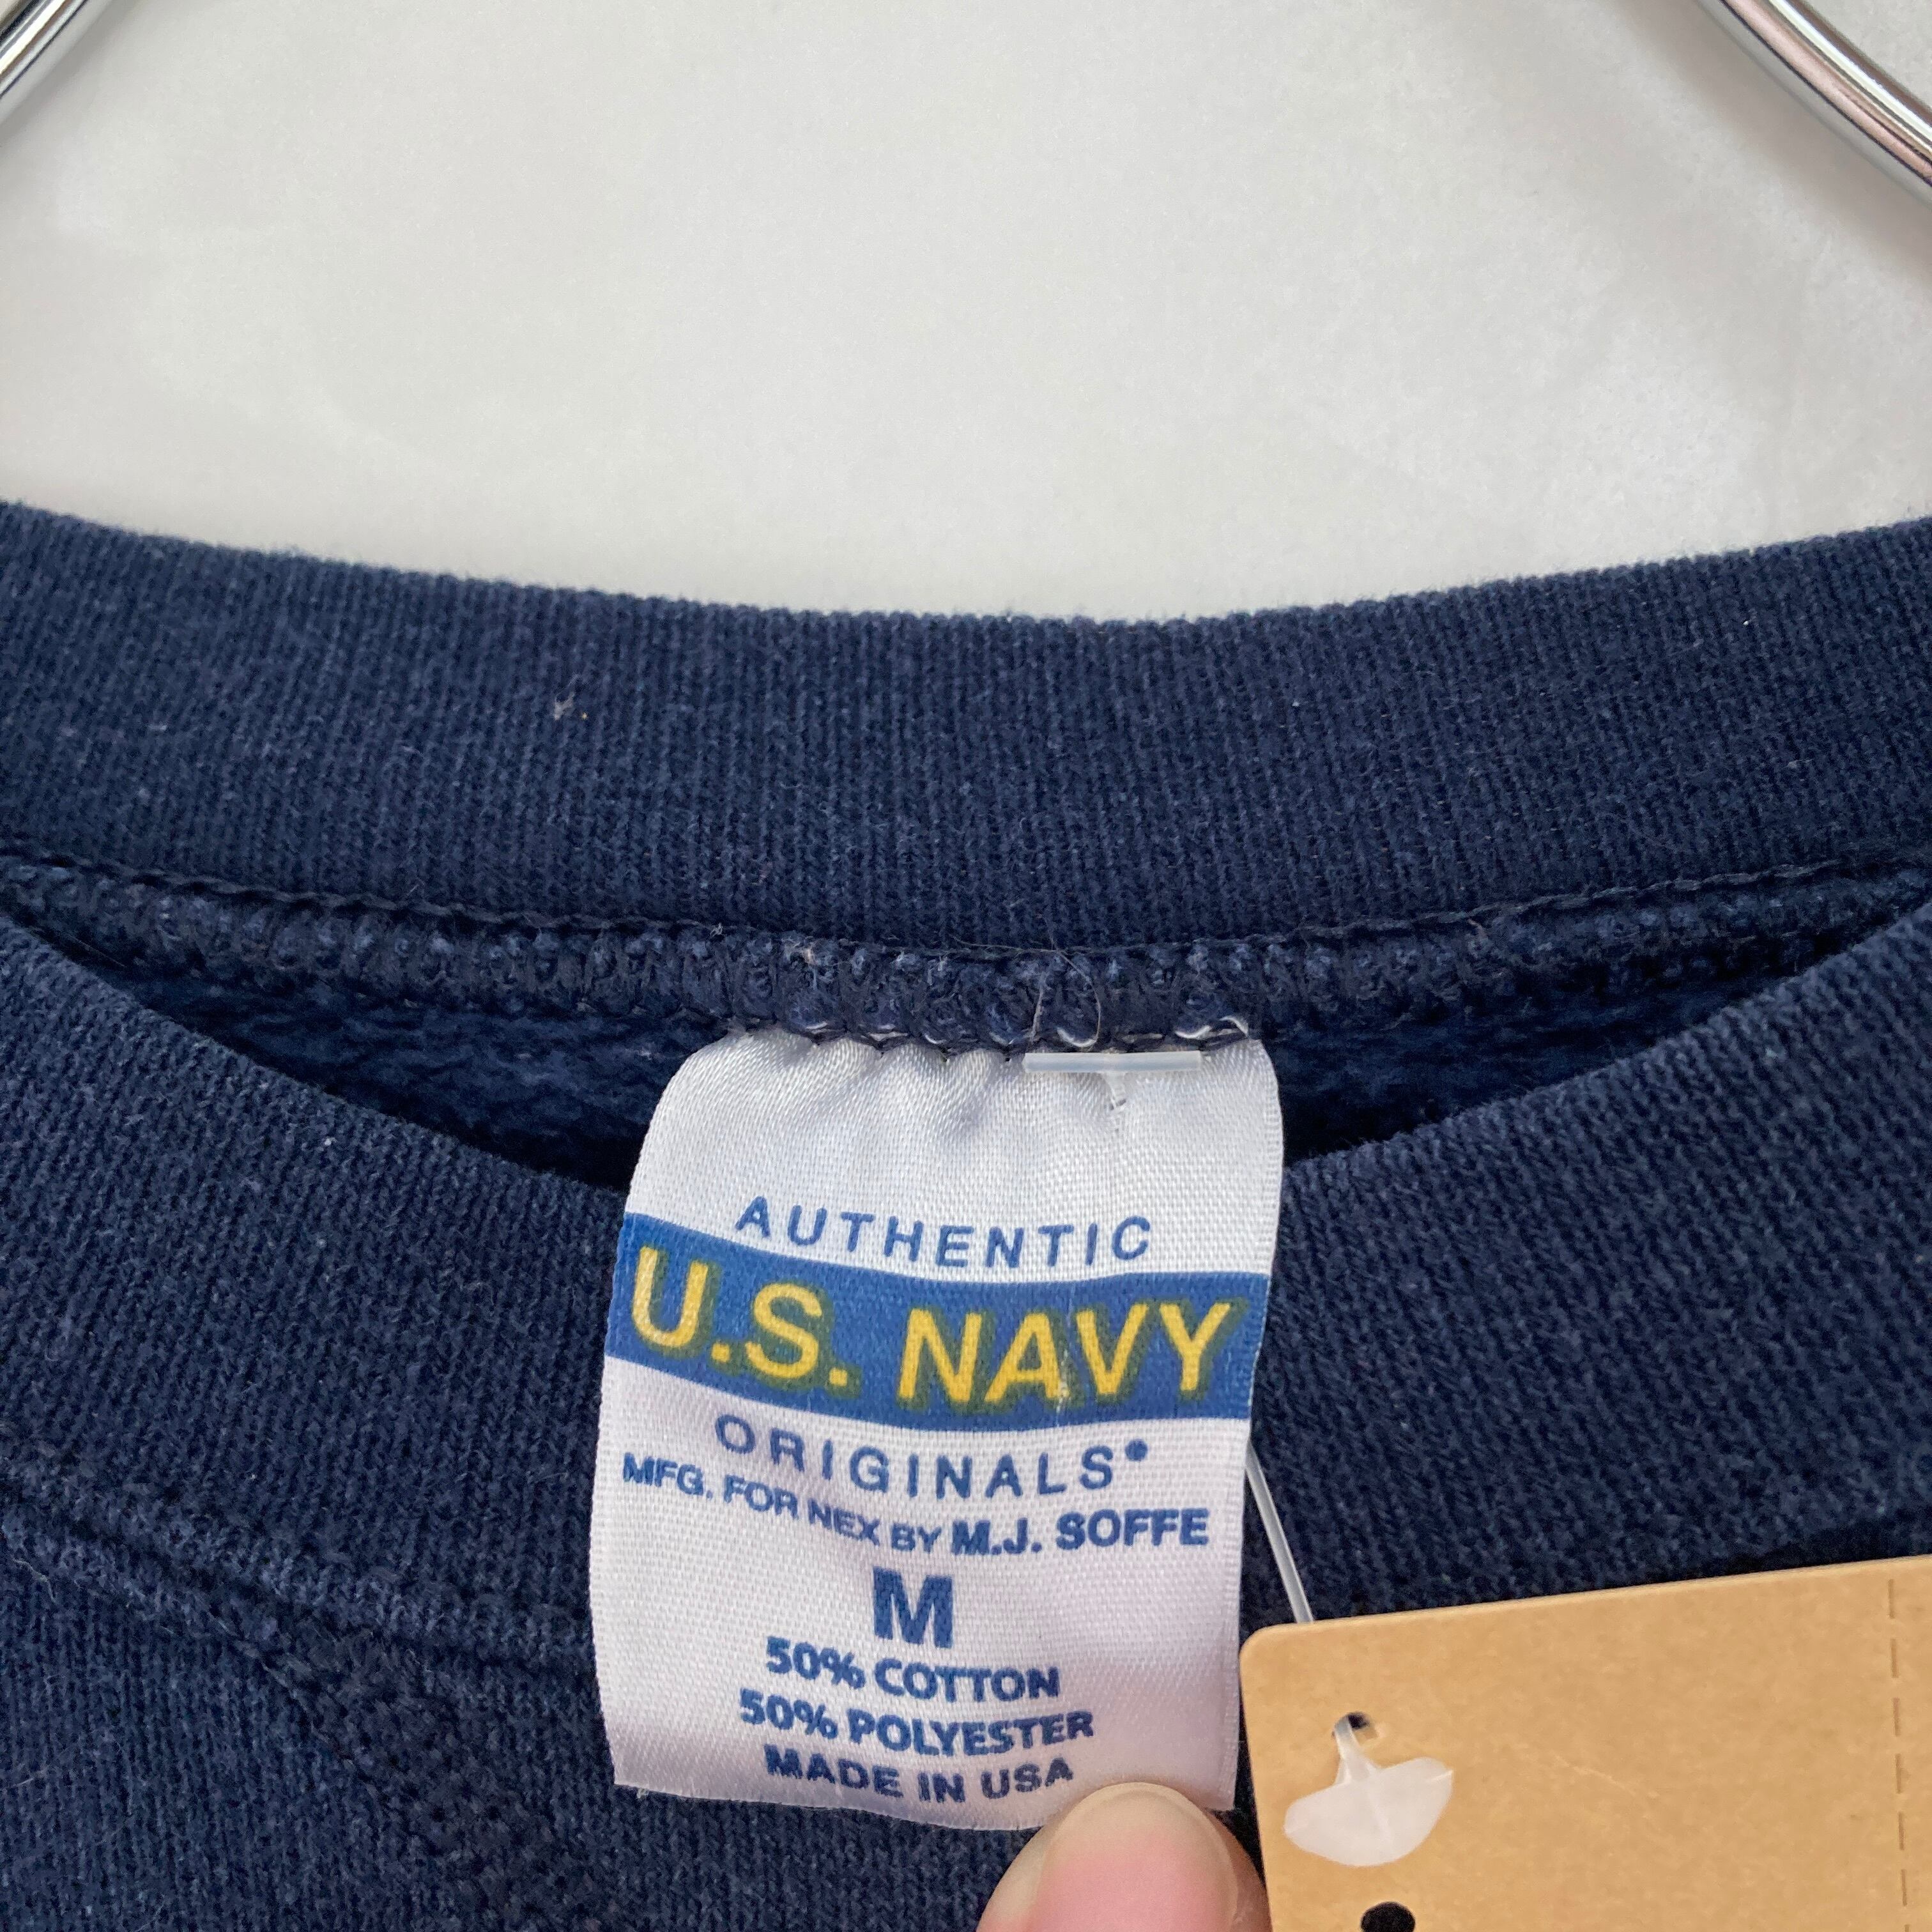 AUTHENTIC
U.S. NAVY
ORIGINALS
MFG. FOR NEX BY M.J. SOFFE
M
50% COTTON
50% POLYESTER
MADE IN USA